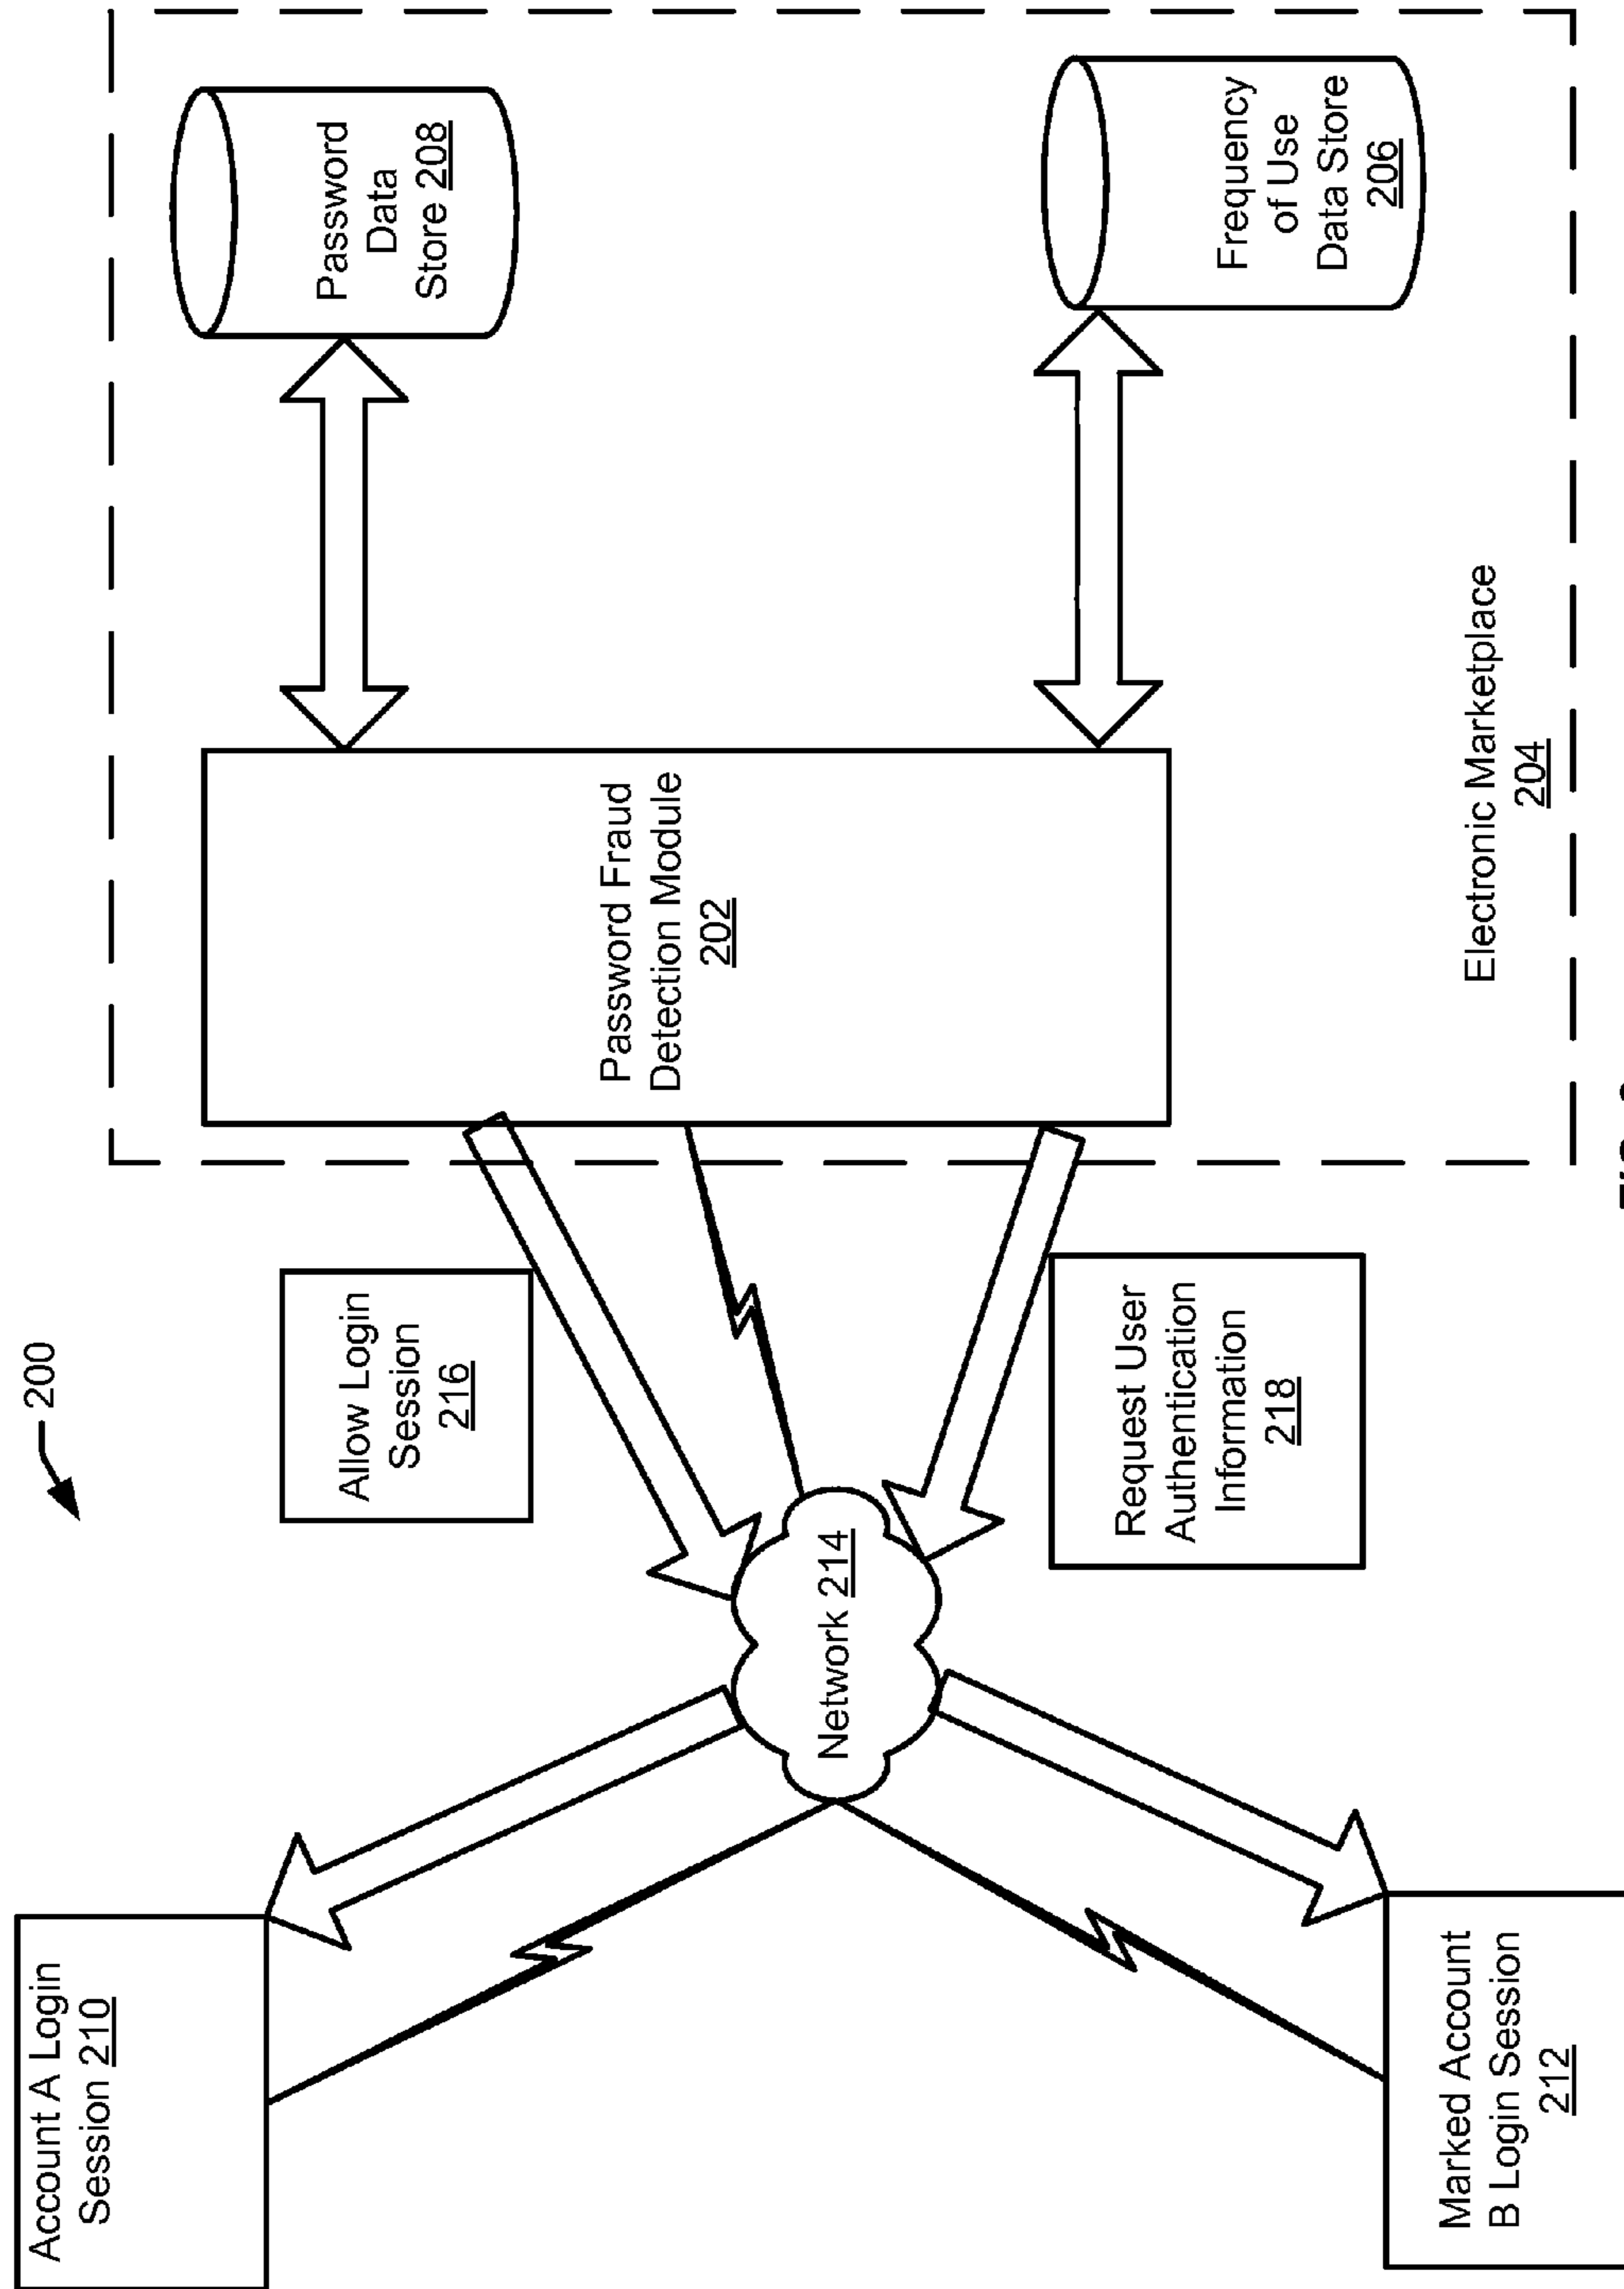 200
Account A Login
Session 210
Allow Login
Session
216
Password Fraud
Detection Module
202
Password
Data
Store 208
Network 214
Marked Account
B Login Session
212
Request User
Authentication
Information
218
Frequency
of Use
Data Store
206
Electronic Marketplace
204